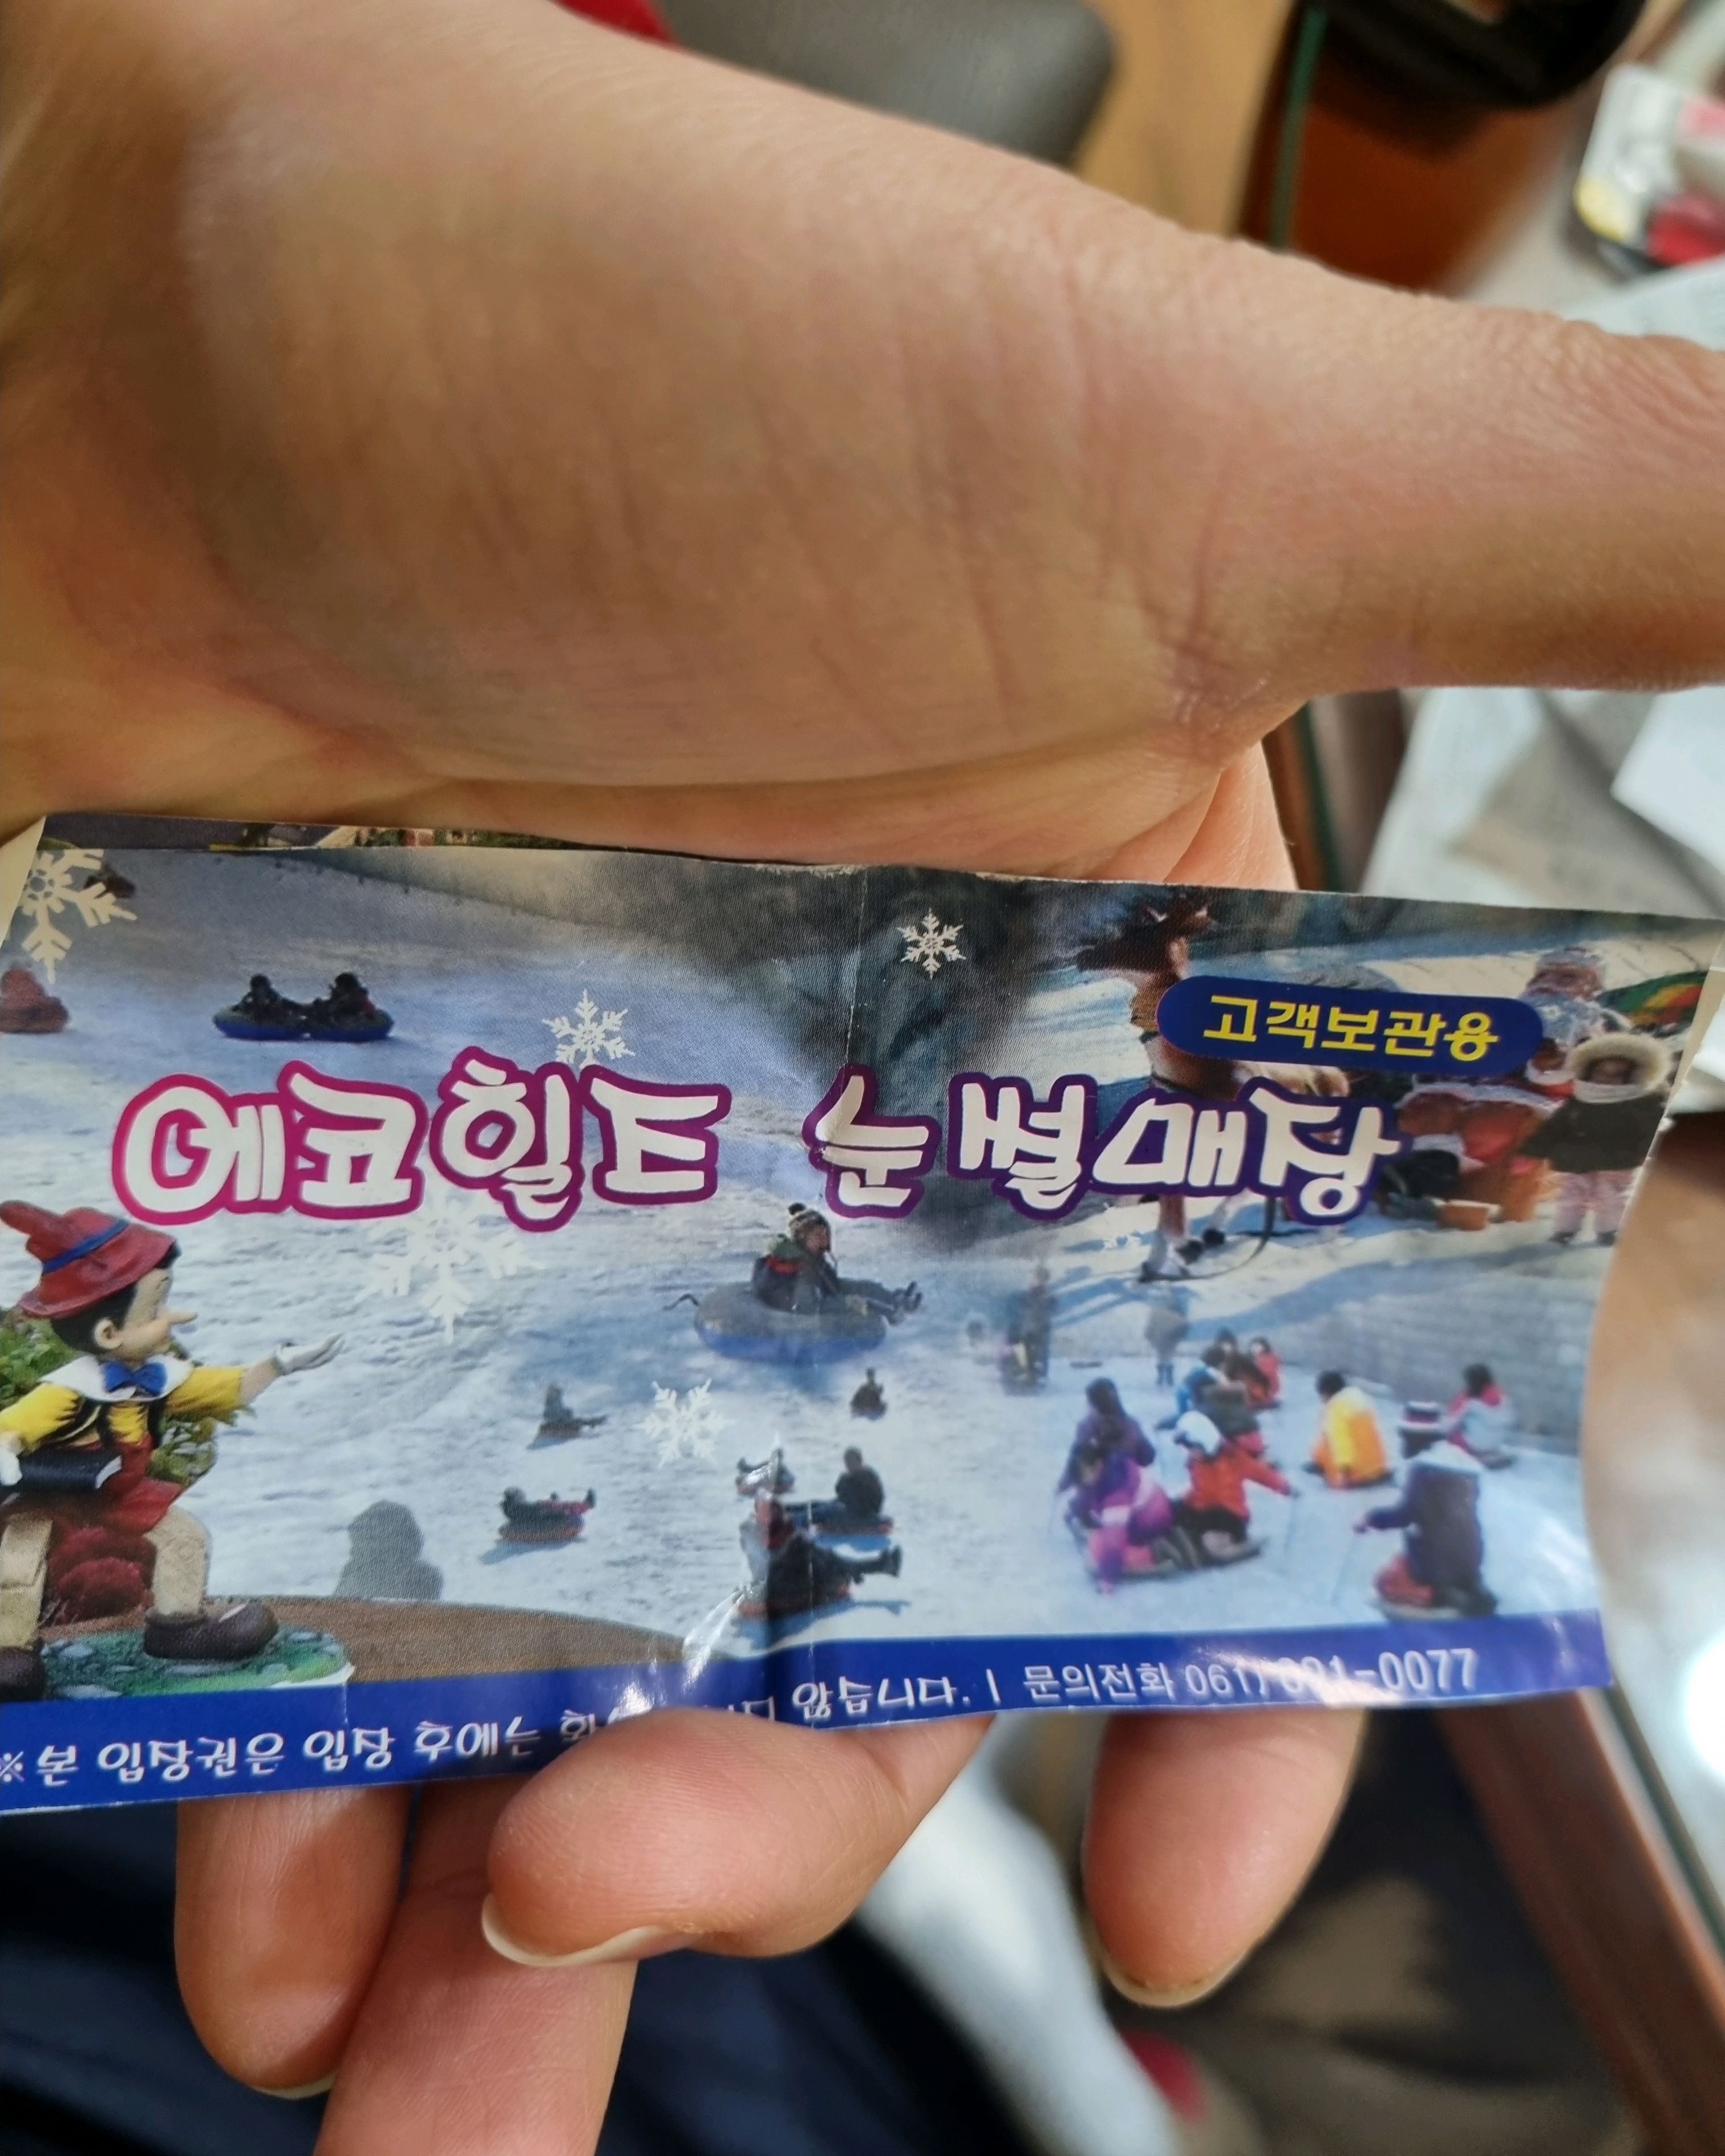 고객보관용
에코힐드 눈썰매장
※ 본 입장권은 입장 후에는 않습니다. | 문의전화 061) -0077